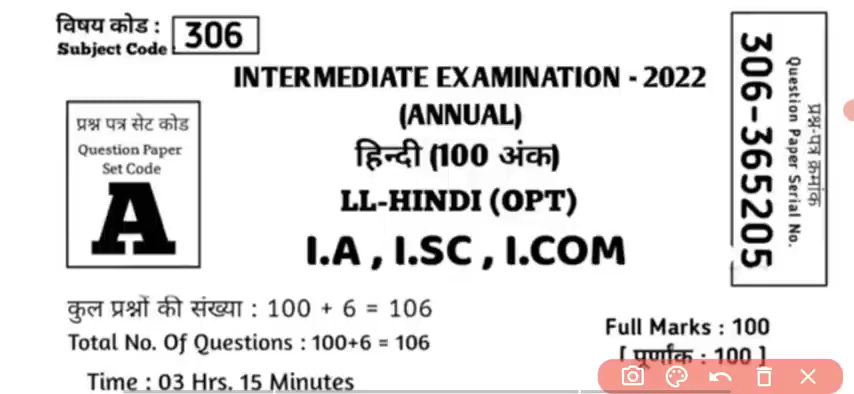 विषय कोड :
Subject Code
306
INTERMEDIATE EXAMINATION - 2022
(ANNUAL)
हिन्दी (100 अंक)
LL-HINDI (OPT)
I.A , I.SC , I.COM
प्रश्न पत्र सेट कोड
Question Paper
Set Code
A
प्रश्न-पत्र क्रमांक
Question Paper Serial No.
306-365205
कुल प्रश्नों की संख्या : 100 + 6 = 106
Total No. Of Questions : 100+6 = 106
Time : 03 Hrs. 15 Minutes
Full Marks : 100
[ पूर्णांक : 100 ]